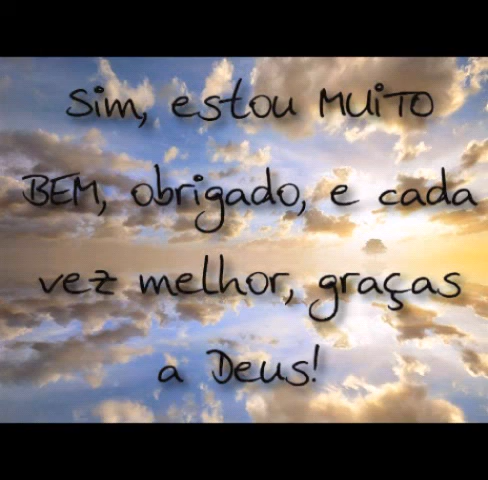 Sim, estou MUiTO
BEM, obrigado, e cada
vez melhor, graças
a Deus!